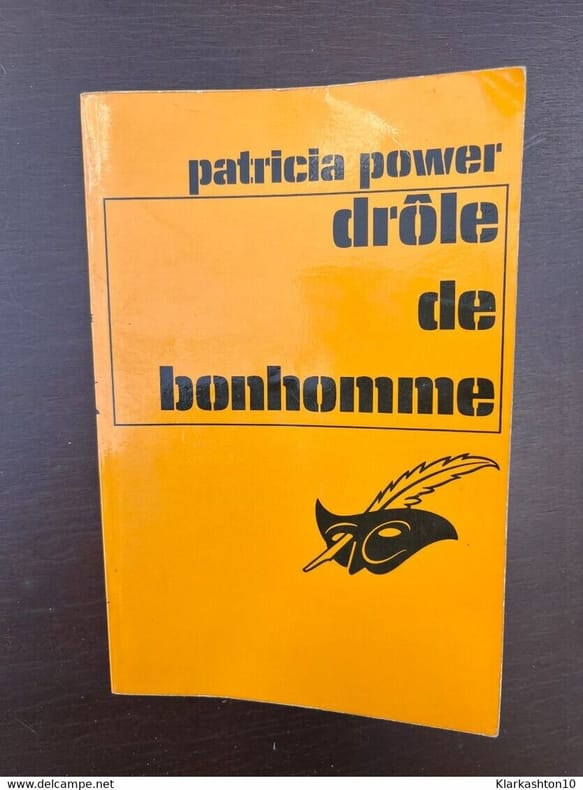 patricia power
drôle
de
bonhomme
www.delcampe.net
Klarkashton10